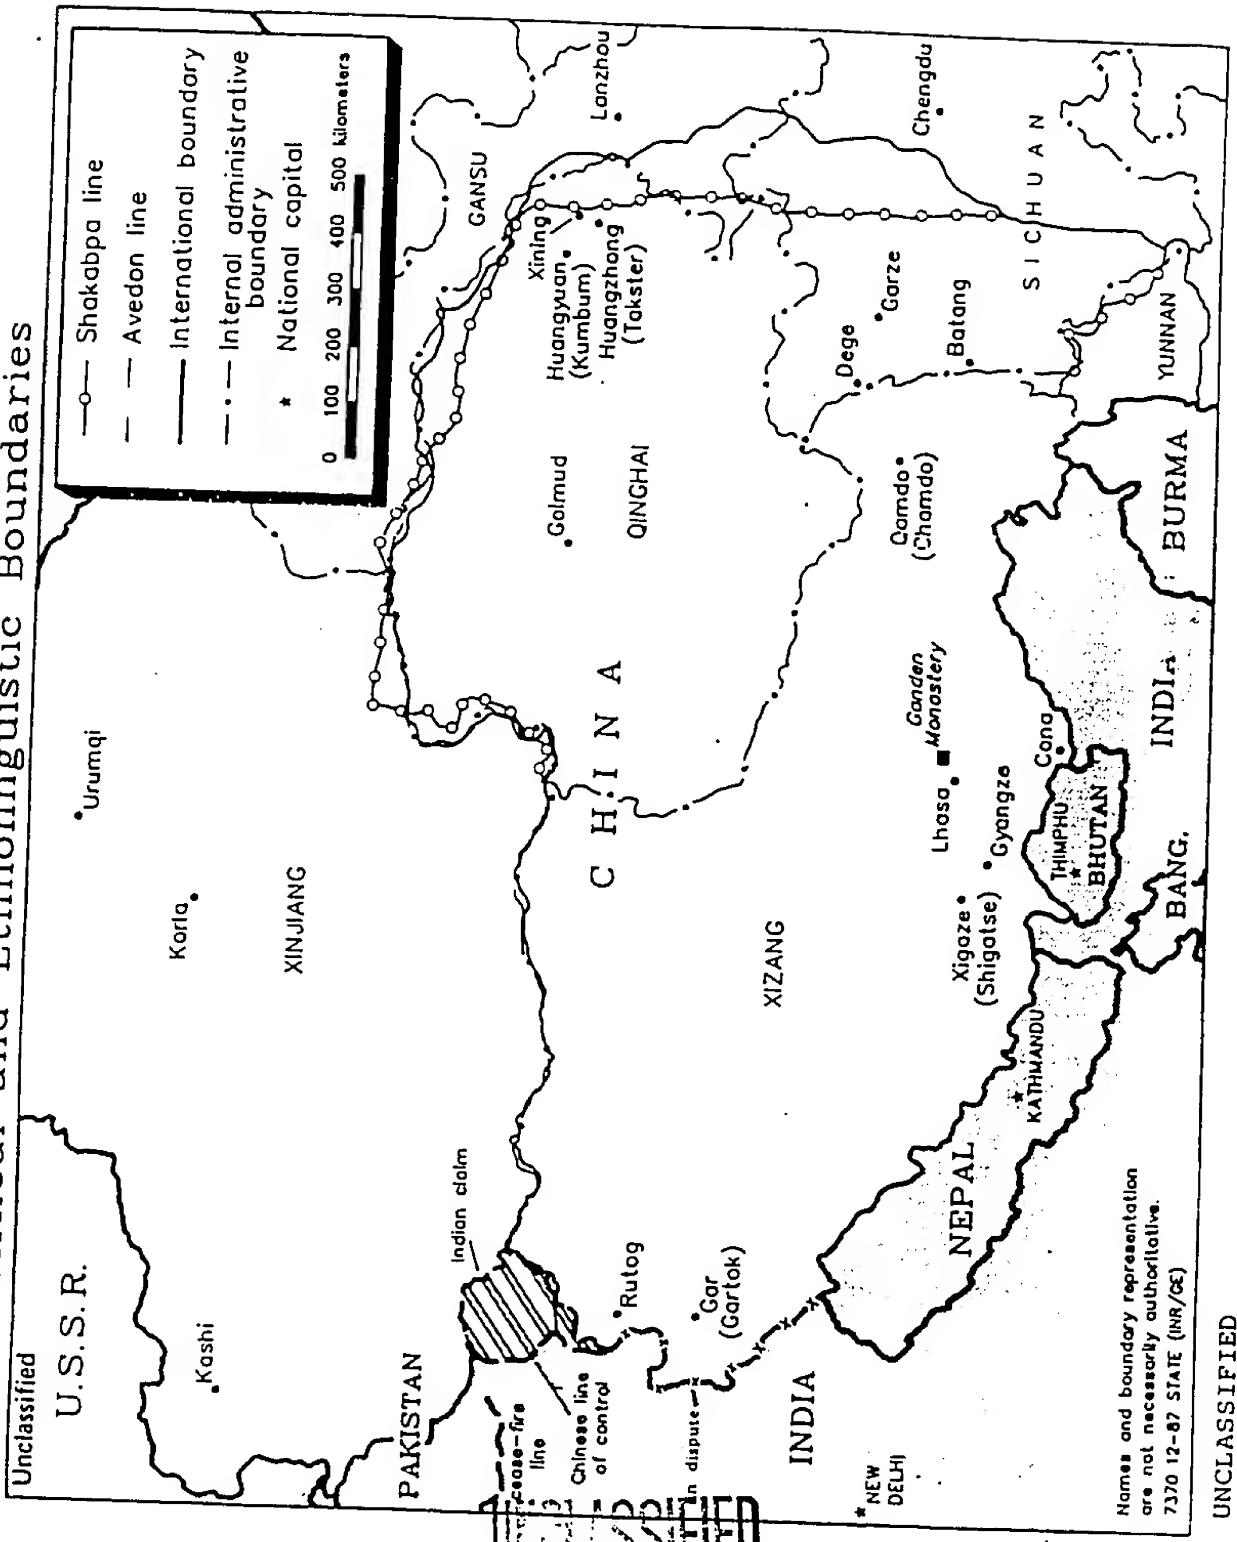 and Ethnolinguistic Boundaries
Unclassified
Shakabpa line
Avedon line
International boundary
Internal administrative
boundary
National capital
0 100 200 300 400 500 kilometers
U.S.S.R.
Kashi
Urumqi
Korla
XINJIANG
PAKISTAN
Indian claim
cease-fire
line
Chinese line
of control
in dispute
Rutog
Gar
(Gartok)
INDIA
NEW
DELHI
CHINA
XIZANG
Golmud
QINGHAI
GANSU
Lanzhou
Xining
Huangyuan
(Kumbum)
Huangzhong
(Takster)
Chengdu
SICHUAN
Garze
Dege
Batang
YUNNAN
Qamdo
(Chamdo)
Ganden
Monastery
Lhasa
Gyangze
Cona
Xigaze
(Shigatse)
THIMPHU
BHUTAN
NEPAL
KATHMANDU
INDIA
BANG.
BURMA
Names and boundary representation
are not necessarily authoritative.
7370 12-87 STATE (INR/GE)
UNCLASSIFIED